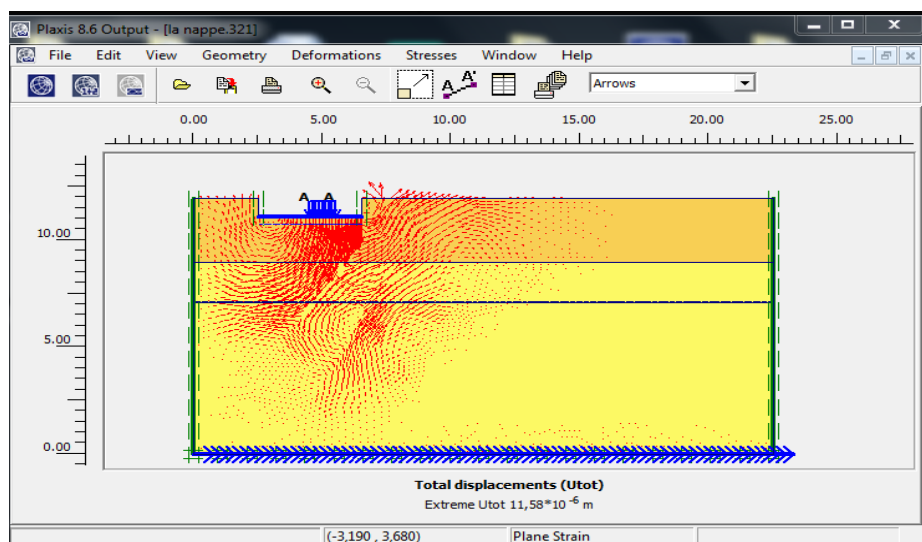 Plaxis 8.6 Output - [la nappe.321]
File Edit View Geometry Deformations Stresses Window Help
Arrows
0.00 5.00 10.00 15.00 20.00 25.00
A A
10.00
5.00
0.00
Total displacements (Utot)
Extreme Utot 11,58*10 -6 m
(-3,190 , 3,680) Plane Strain